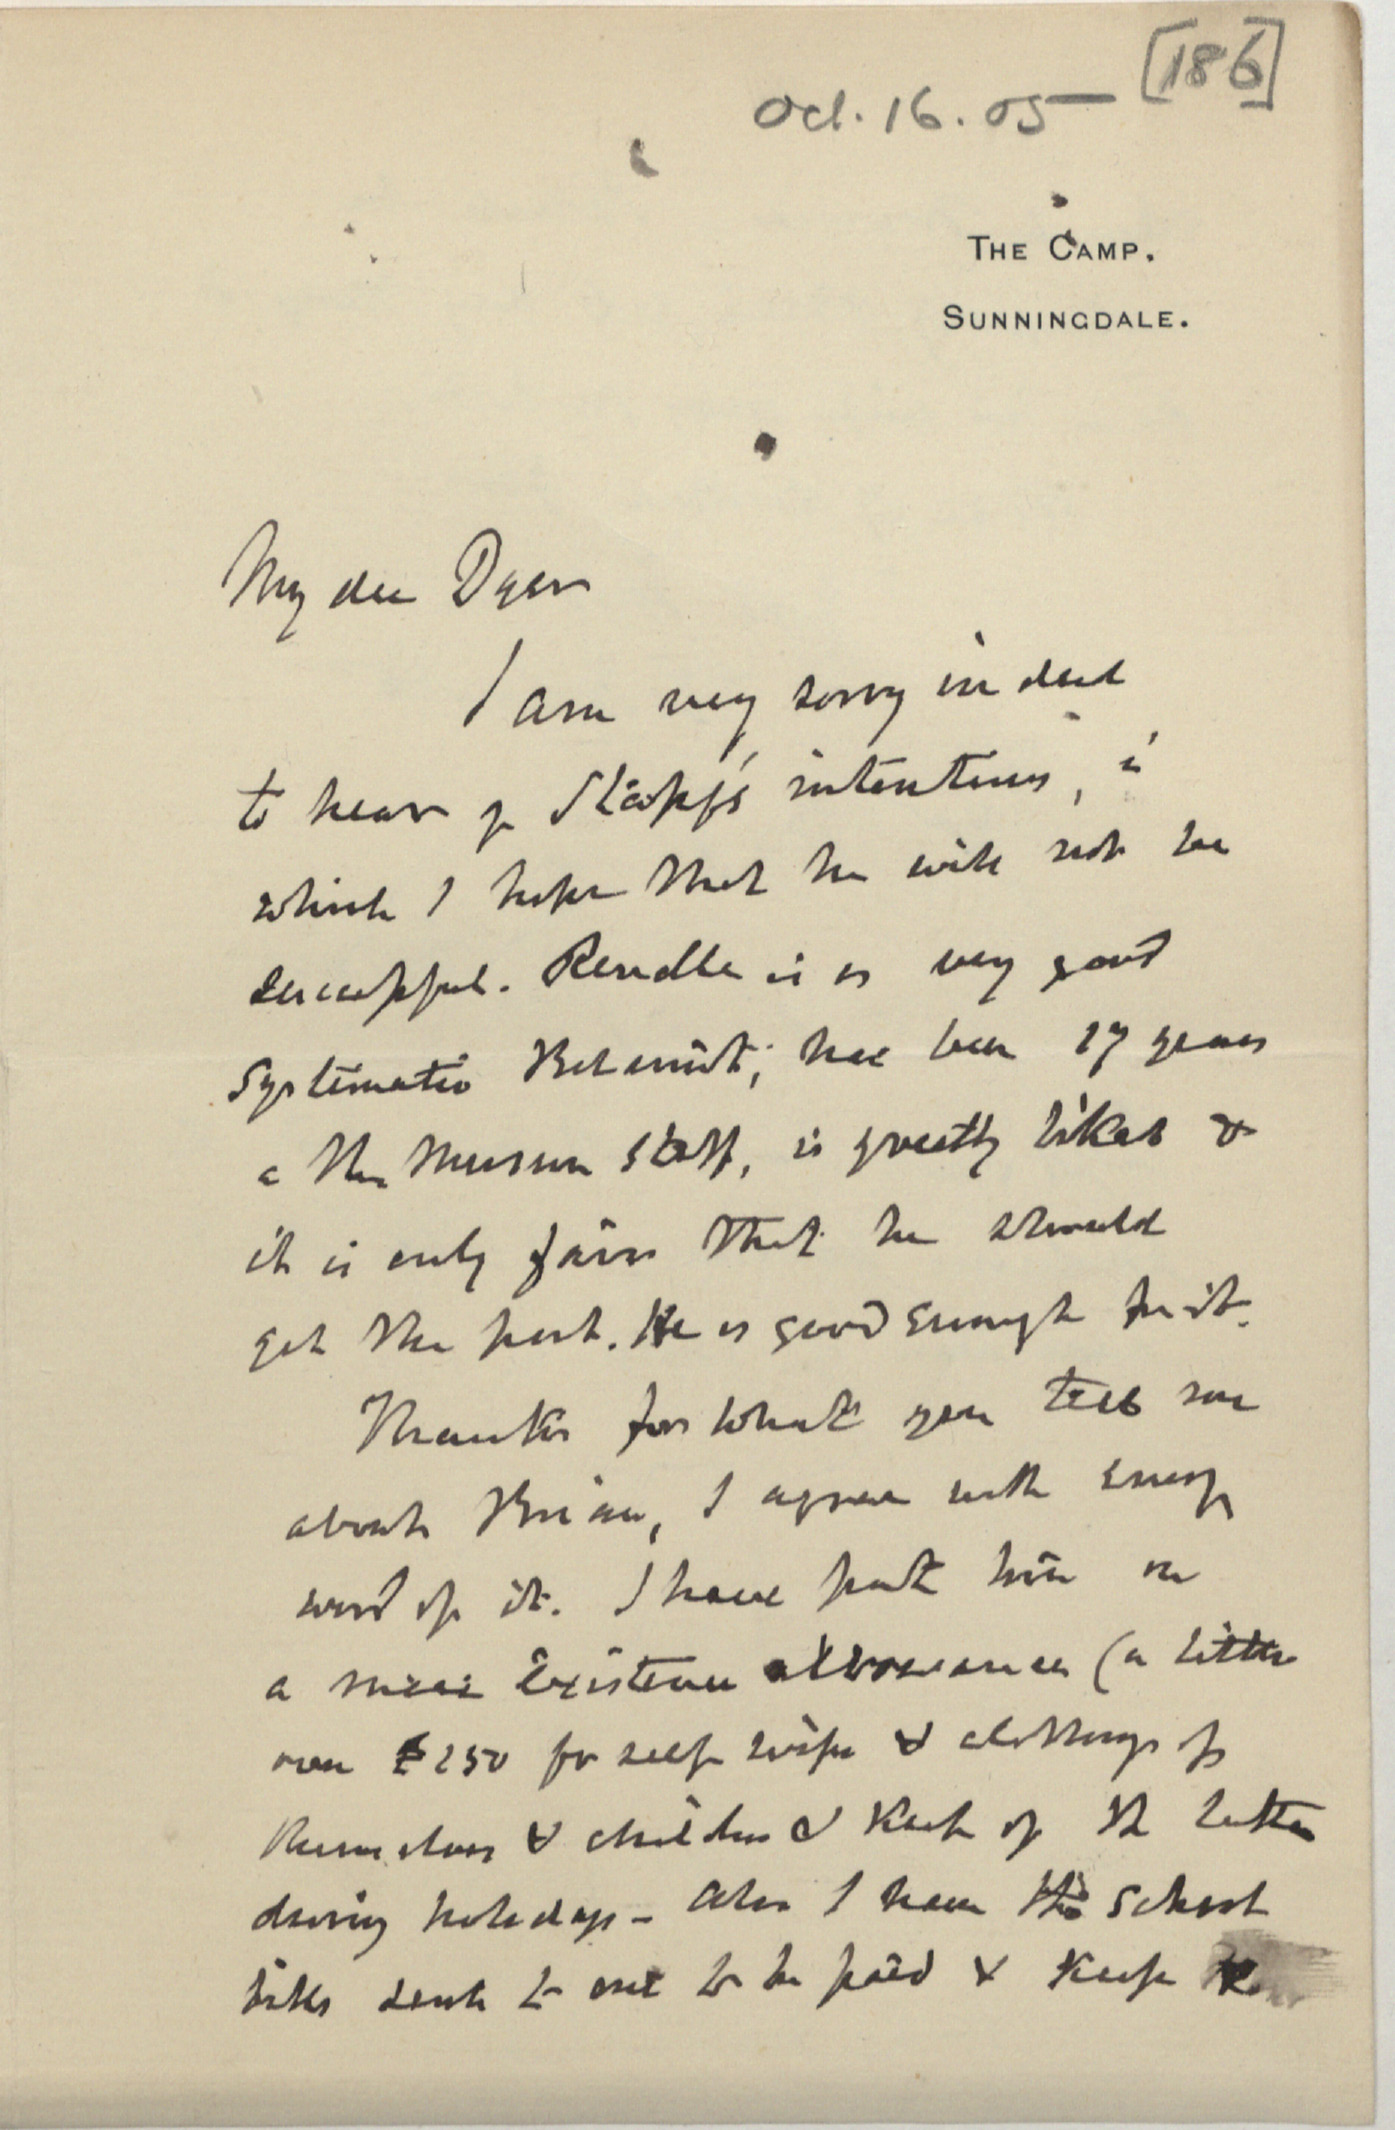 [186]
Oct. 16. 05
THE CAMP.
SUNNINGDALE.
My dear Dyer
I am very sorry indeed
to hear of Stapf's intentions, in
which I hope that he will not be
successful. Rendle is a very good
systematic Botanist; has been 17 years
on the Museum staff, is greatly liked &
it is only fair that he should
get the post. He is good enough for it.
Thanks for what you tell me
about Brian, I agree with every
word of it. I have put him on
a mere existence allowance (a little
over £250 for self wife & clothing of
themselves & children & keep of the latter
during holidays - Also I have the school
bills sent to me to be paid & keep